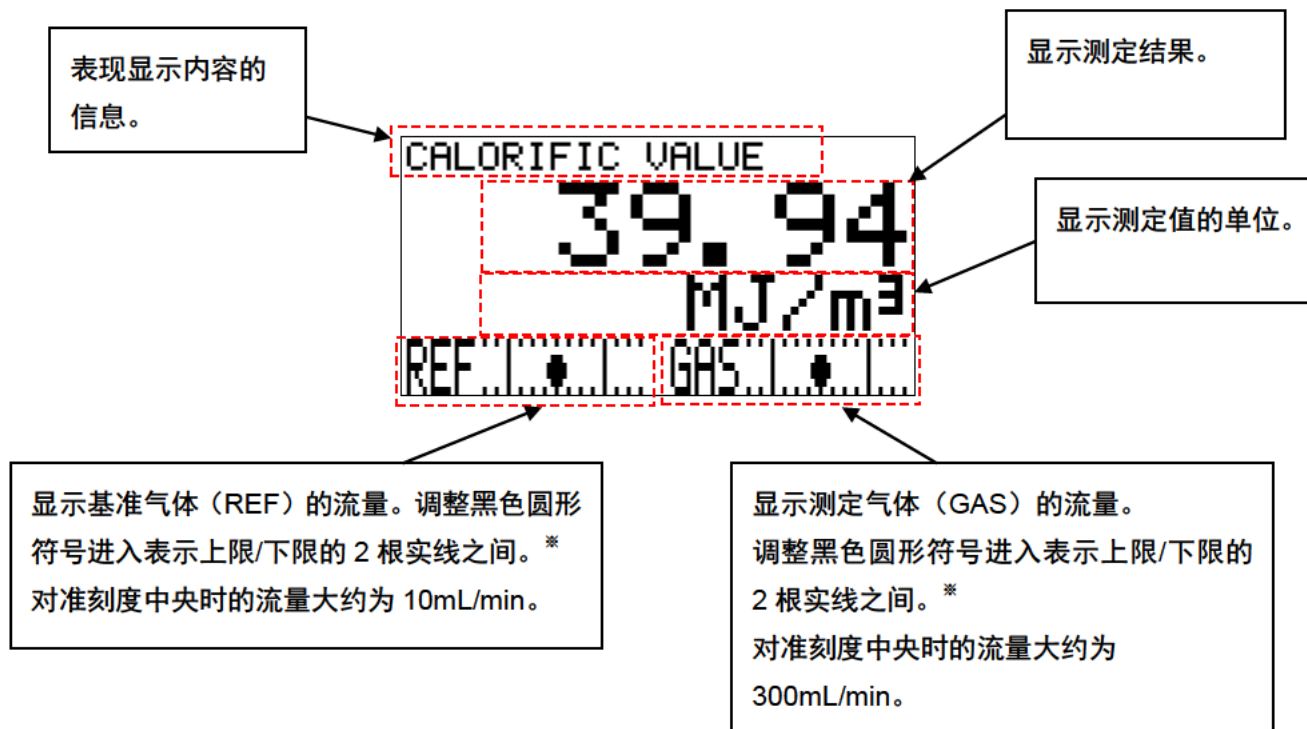 表现显示内容的
信息。
显示测定结果。
CALORIFIC VALUE
39.94
MJ/m³
显示测定值的单位。
REF
GAS
显示基准气体（REF）的流量。调整黑色圆形
符号进入表示上限/下限的 2 根实线之间。※
对准刻度中央时的流量大约为 10mL/min。
显示测定气体（GAS）的流量。
调整黑色圆形符号进入表示上限/下限的
2 根实线之间。※
对准刻度中央时的流量大约为
300mL/min。